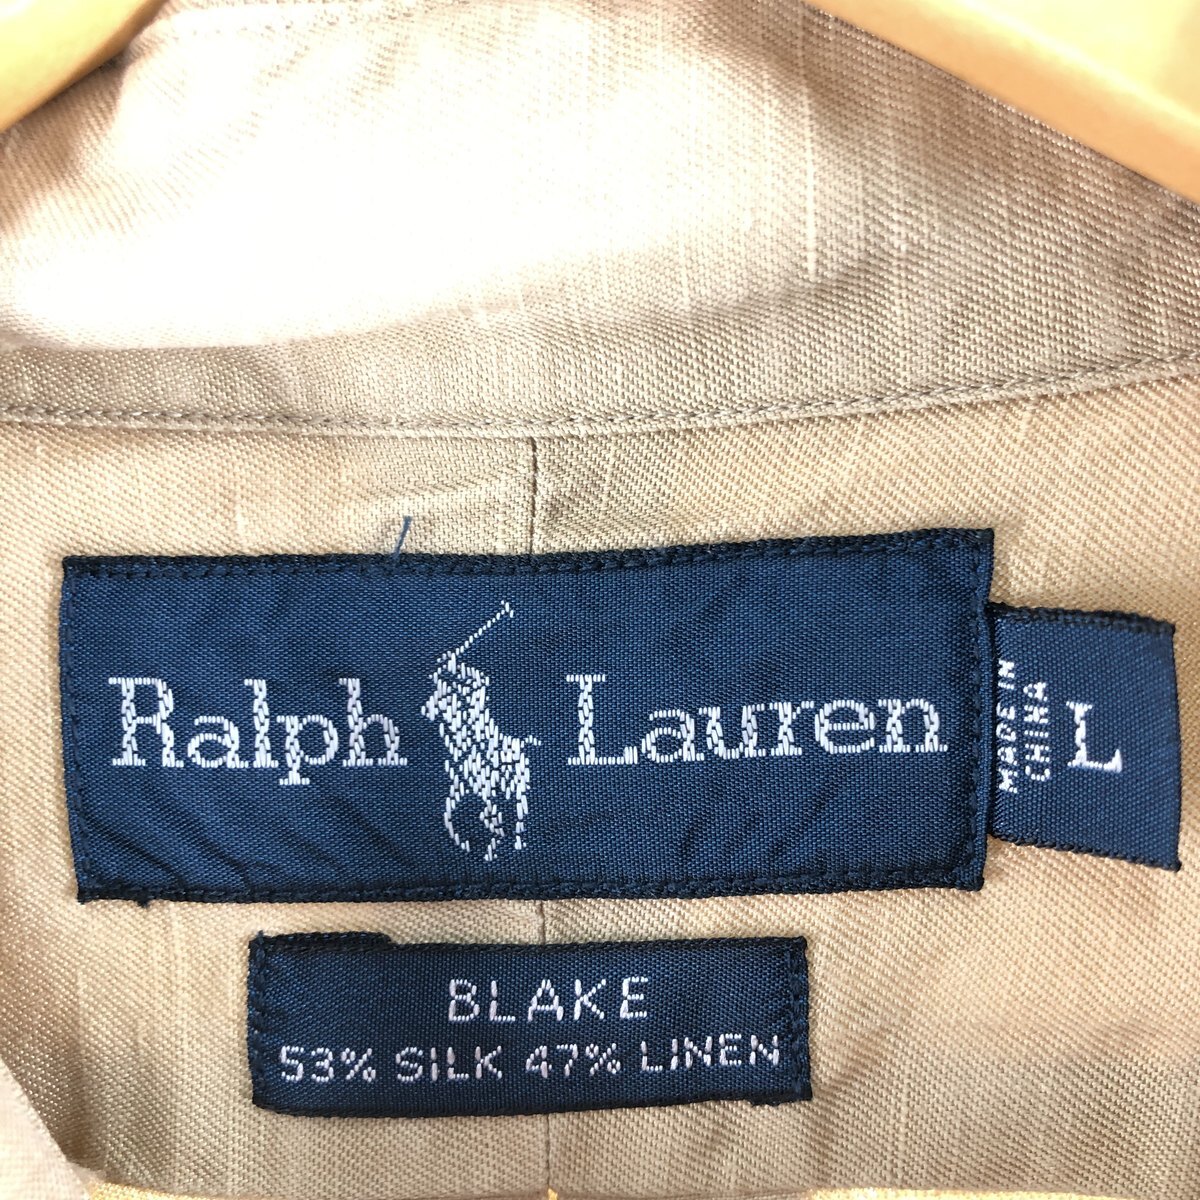 Ralph Lauren
MADE IN
CHINA
L
BLAKE
53% SILK 47% LINEN